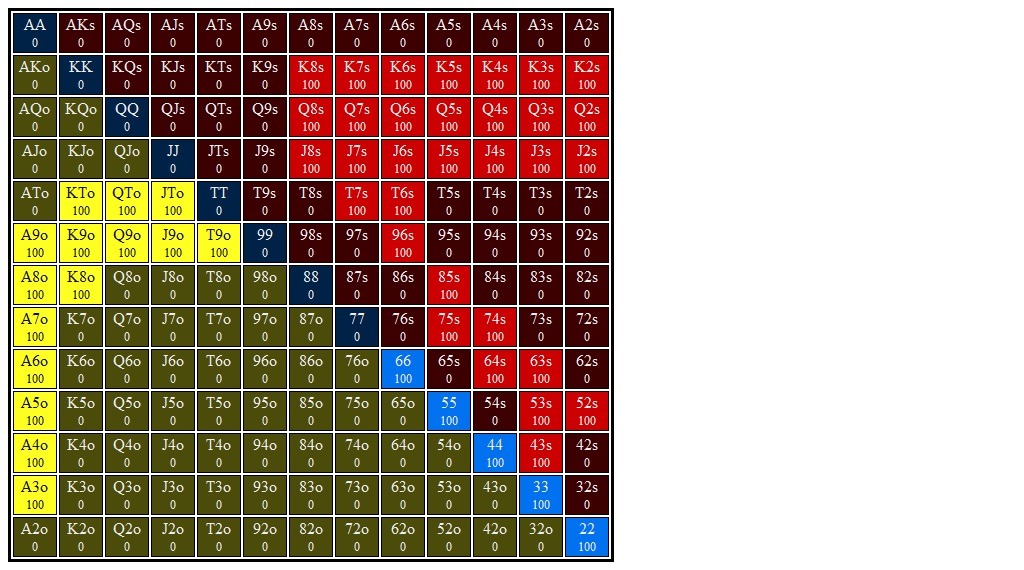 AA AKs AQs AJs ATs A9s A8s A7s A6s A5s A4s A3s A2s
0 0 0 0 0 0 0 0 0 0 0 0 0
AKo KK KQs KJs KTs K9s K8s K7s K6s K5s K4s K3s K2s
0 0 0 0 0 0 100 100 100 100 100 100 100
AQo KQo QQ QJs QTs Q9s Q8s Q7s Q6s Q5s Q4s Q3s Q2s
0 0 0 0 0 0 100 100 100 100 100 100 100
AJo KJo QJo JJ JTs J9s J8s J7s J6s J5s J4s J3s J2s
0 0 0 0 0 0 100 100 100 100 100 100 100
ATo KTo QTo JTo TT T9s T8s T7s T6s T5s T4s T3s T2s
0 100 100 100 0 0 0 100 100 0 0 0 0
A9o K9o Q9o J9o T9o 99 98s 97s 96s 95s 94s 93s 92s
100 100 100 100 100 0 0 0 100 0 0 0 0
A8o K8o Q8o J8o T8o 98o 88 87s 86s 85s 84s 83s 82s
100 100 0 0 0 0 0 0 0 100 0 0 0
A7o K7o Q7o J7o T7o 97o 87o 77 76s 75s 74s 73s 72s
100 0 0 0 0 0 0 0 0 100 100 0 0
A6o K6o Q6o J6o T6o 96o 86o 76o 66 65s 64s 63s 62s
100 0 0 0 0 0 0 0 100 0 100 100 0
A5o K5o Q5o J5o T5o 95o 85o 75o 65o 55 54s 53s 52s
100 0 0 0 0 0 0 0 0 100 0 100 100
A4o K4o Q4o J4o T4o 94o 84o 74o 64o 54o 44 43s 42s
100 0 0 0 0 0 0 0 0 0 100 100 0
A3o K3o Q3o J3o T3o 93o 83o 73o 63o 53o 43o 33 32s
100 0 0 0 0 0 0 0 0 0 0 100 0
A2o K2o Q2o J2o T2o 92o 82o 72o 62o 52o 42o 32o 22
0 0 0 0 0 0 0 0 0 0 0 0 100